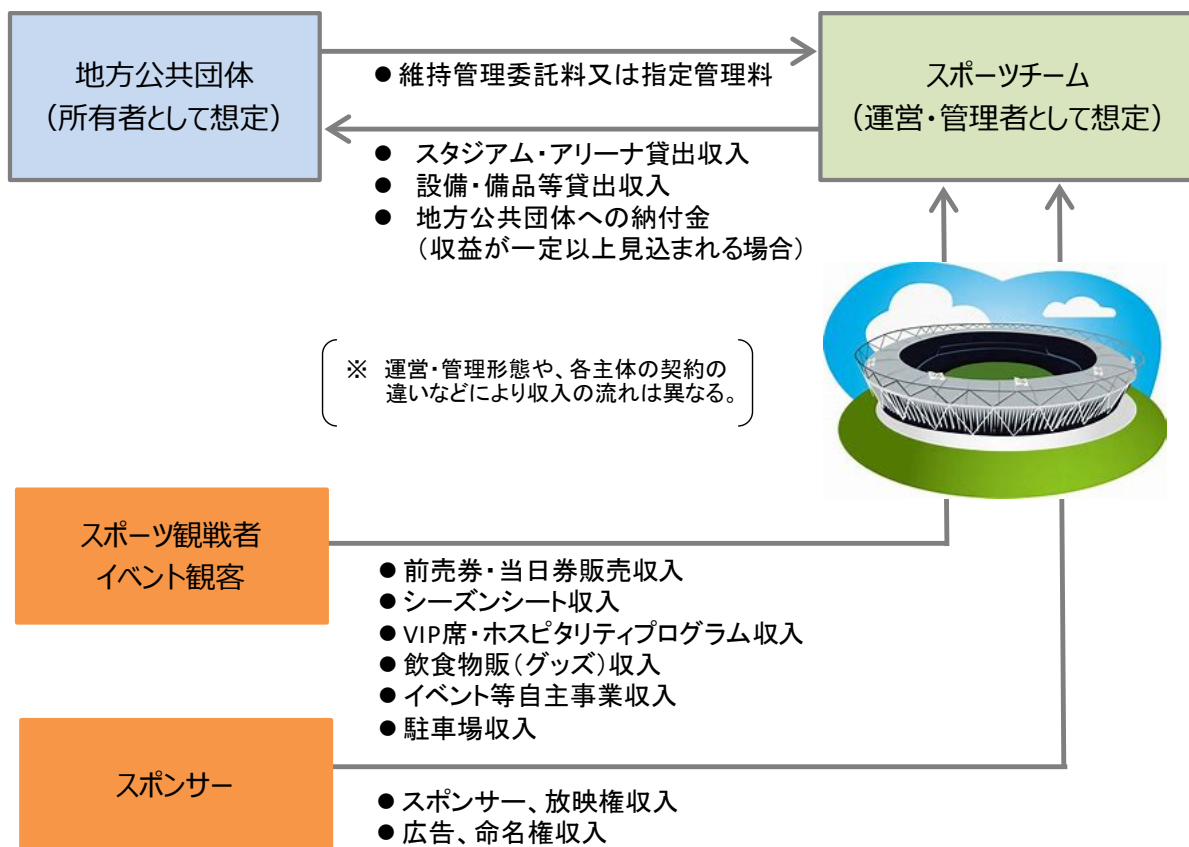 地方公共団体
（所有者として想定）
スポーツチーム
（運営・管理者として想定）
●維持管理委託料又は指定管理料
● スタジアム・アリーナ貸出収入
● 設備・備品等貸出収入
● 地方公共団体への納付金
（収益が一定以上見込まれる場合）
※ 運営・管理形態や、各主体の契約の
違いなどにより収入の流れは異なる。
スポーツ観戦者
イベント観客
●前売券・当日券販売収入
●シーズンシート収入
●VIP席・ホスピタリティプログラム収入
●飲食物販（グッズ）収入
●イベント等自主事業収入
●駐車場収入
スポンサー
●スポンサー、放映権収入
●広告、命名権収入